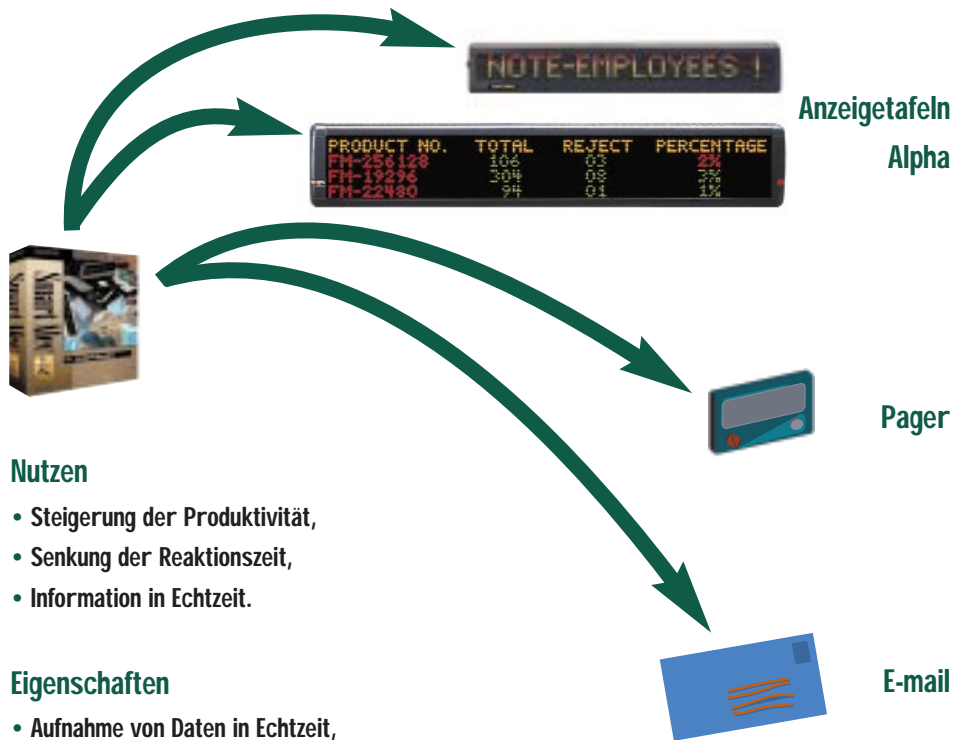 NOTE-EMPLOYEES !
Anzeigetafeln
Alpha
PRODUCT NO. TOTAL REJECT PERCENTAGE
FM-256128 106 03 2%
FM-19296 304 08 3%
FM-22480 94 01 1%
Pager
Nutzen
• Steigerung der Produktivität,
• Senkung der Reaktionszeit,
• Information in Echtzeit.
E-mail
Eigenschaften
• Aufnahme von Daten in Echtzeit,